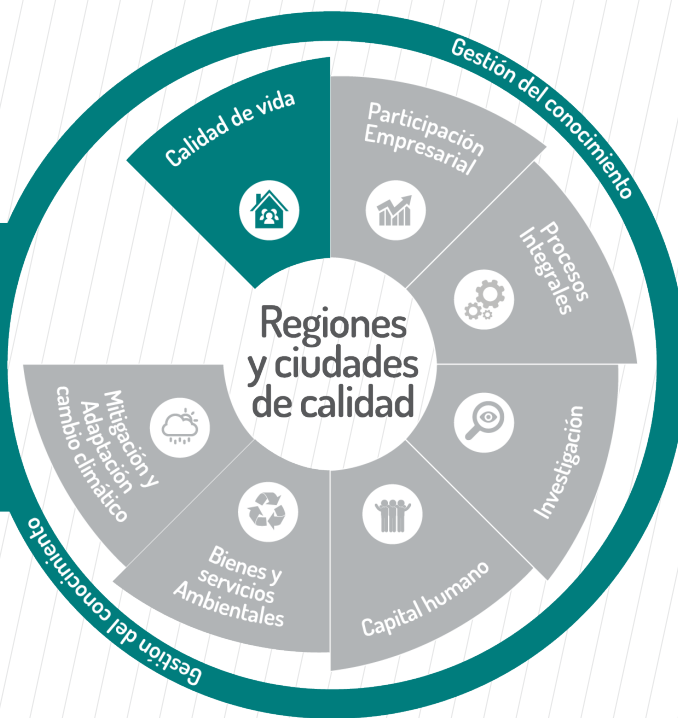 Gestión del conocimiento
Calidad de vida
Participación
Empresarial
Procesos
Integrales
Regiones
y ciudades
de calidad
Investigación
Capital humano
Bienes y
servicios
Ambientales
Mitigación y
Adaptación
cambio climático
Gestión del conocimiento